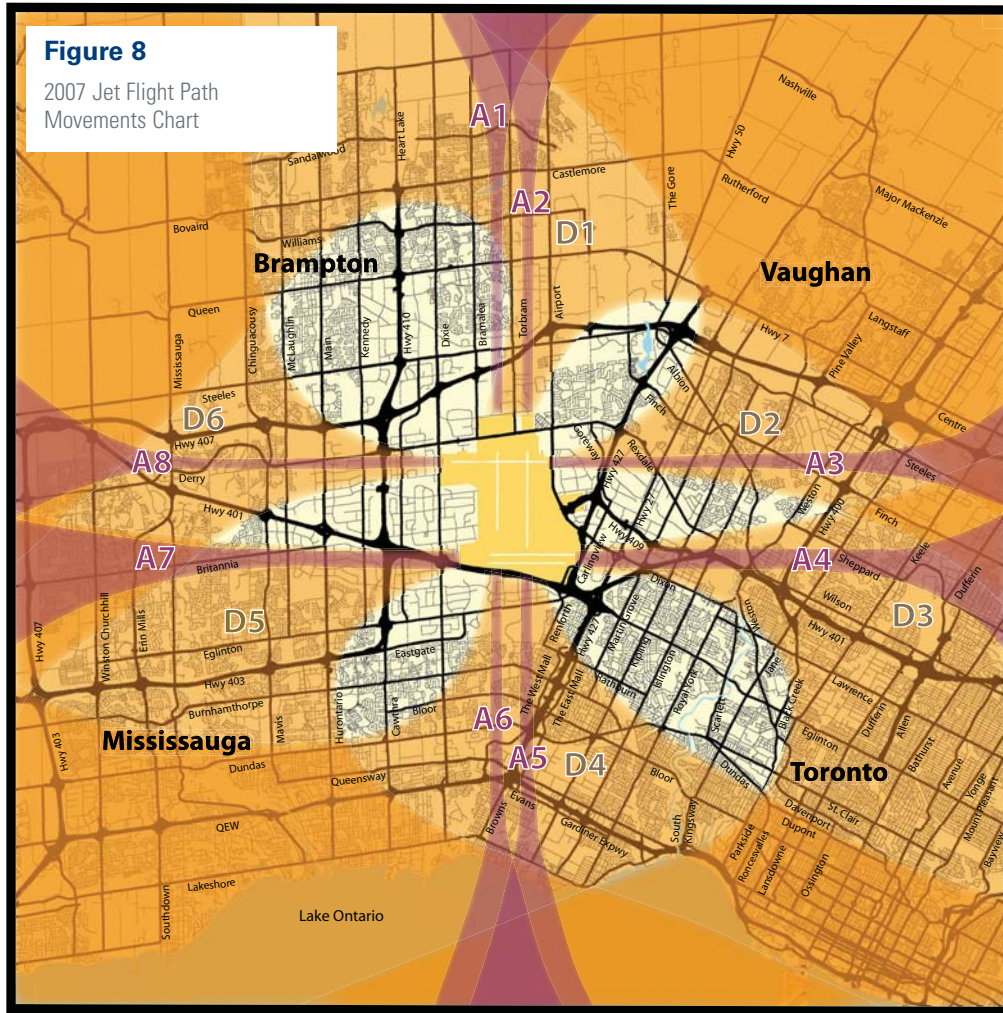 Figure 8
2007 Jet Flight Path
Movements Chart
A1
Nashville
Hwy 50
Heart Lake
Sandalwood
Castlemore
The Gore
Rutherford
Major Mackenzie
A2
D1
Bovaird
Williams
Brampton
Vaughan
Queen
Mississauga
Chinguacousy
McLaughlin
Main
Kennedy
Hwy 410
Dixie
Bramalea
Torbram
Airport
Hwy 7
Langstaff
Pine Valley
Steeles
Albion
Finch
Centre
D6
D2
Hwy 407
Goreway
Hwy 427
Rexdale
A8
A3
Steeles
Derry
Hwy 27
Weston
Hwy 400
Hwy 401
Finch
Hwy 409
Keele
A7
Carlingview
A4
Sheppard
Dufferin
Britannia
Dixon
Wilson
D5
D3
Winston Churchhill
Erin Mills
Renforth
Hwy 427
Martin Grove
Kipling
Weston
Hwy 401
Hwy 407
Eglinton
Eastgate
Islington
Jane
Hwy 403
The West Mall
The East Mall
Rathburn
Royal York
Scarlet
Black Creek
Lawrence
Dufferin
Allen
Burnhamthorpe
Mavis
Hurontario
Cawthra
Bloor
A6
Eglinton
Bathurst
Hwy 403
Mississauga
A5
D4
Toronto
Avenue
Yonge
Mount Pleasant
Bayview
Dundas
Queensway
Bloor
Dundas
Davenport
St. Clair
Dupont
Browns
Evans
Gardiner Expwy
South
Kingsway
Parkside
Roncesvalles
Lansdowne
Ossington
QEW
Lakeshore
Southdown
Lake Ontario